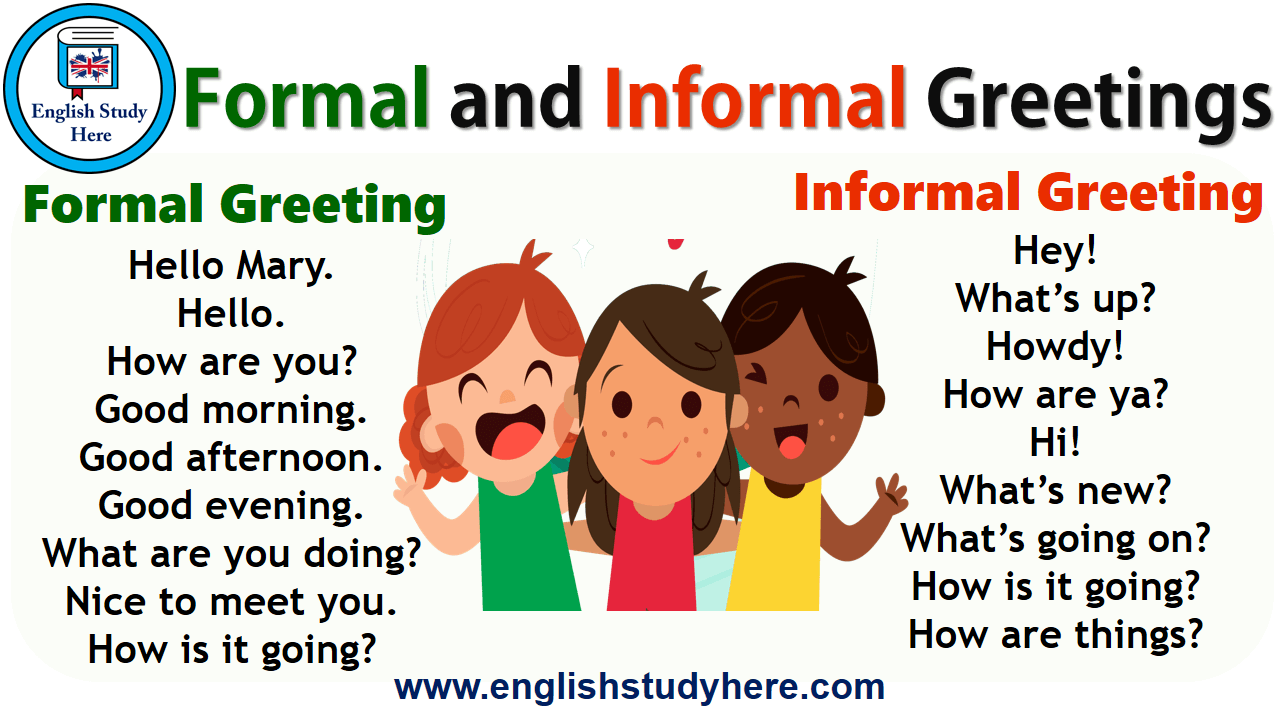 English Study
Here
Formal and Informal Greetings
Formal Greeting
Hello Mary.
Hello.
How are you?
Good morning.
Good afternoon.
Good evening.
What are you doing?
Nice to meet you.
How is it going?
Informal Greeting
Hey!
What’s up?
Howdy!
How are ya?
Hi!
What’s new?
What’s going on?
How is it going?
How are things?
www.englishstudyhere.com